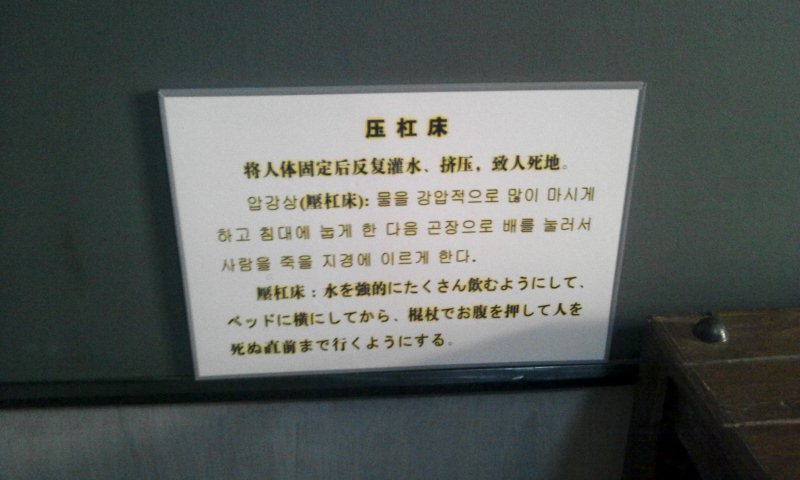 压杠床
将人体固定后反复灌水、挤压，致人死地。
압강상(壓杠床): 물을 강압적으로 많이 마시게
하고 침대에 눕게 한 다음 곤장으로 배를 눌러서
사람을 죽을 지경에 이르게 한다.
壓杠床：水を強的にたくさん飲むようにして、
ベッドに横にしてから、棍杖でお腹を押して人を
死ぬ直前まで行くようにする。